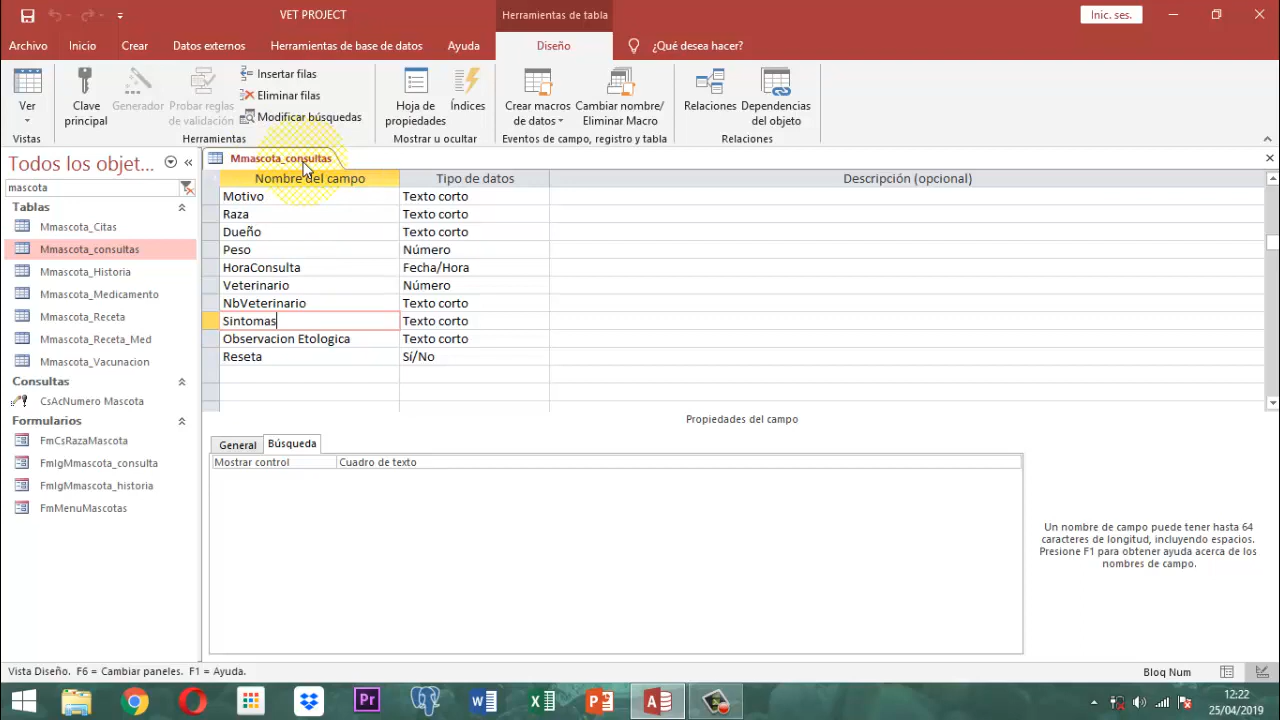 VET PROJECT
Herramientas de tabla
Inic. ses.
Archivo
Inicio
Crear
Datos externos
Herramientas de base de datos
Ayuda
Diseño
¿Qué desea hacer?
Ver
Clave principal
Generador
Probar reglas de validación
Insertar filas
Eliminar filas
Modificar búsquedas
Hoja de propiedades
Índices
Crear macros de datos
Cambiar nombre/ Eliminar Macro
Relaciones
Dependencias del objeto
Vistas
Herramientas
Mostrar u ocultar
Eventos de campo, registro y tabla
Relaciones
Todos los objet...
mascota
Tablas
Mmascota_Citas
Mmascota_consultas
Mmascota_Historia
Mmascota_Medicamento
Mmascota_Receta
Mmascota_Receta_Med
Mmascota_Vacunacion
Consultas
CsAcNumero Mascota
Formularios
FmCsRazaMascota
FmIgMmascota_consulta
FmIgMmascota_historia
FmMenuMascotas
Mmascota_consultas
Nombre del campo Tipo de datos Descripción (opcional)
Motivo Texto corto
Raza Texto corto
Dueño Texto corto
Peso Número
HoraConsulta Fecha/Hora
Veterinario Número
NbVeterinario Texto corto
Sintomas Texto corto
Observacion Etologica Texto corto
Reseta Sí/No
Propiedades del campo
General Búsqueda
Mostrar control Cuadro de texto
Un nombre de campo puede tener hasta 64
caracteres de longitud, incluyendo espacios.
Presione F1 para obtener ayuda acerca de los
nombres de campo.
Vista Diseño. F6 = Cambiar paneles. F1 = Ayuda.
Bloq Num
Pr
12:22
25/04/2019